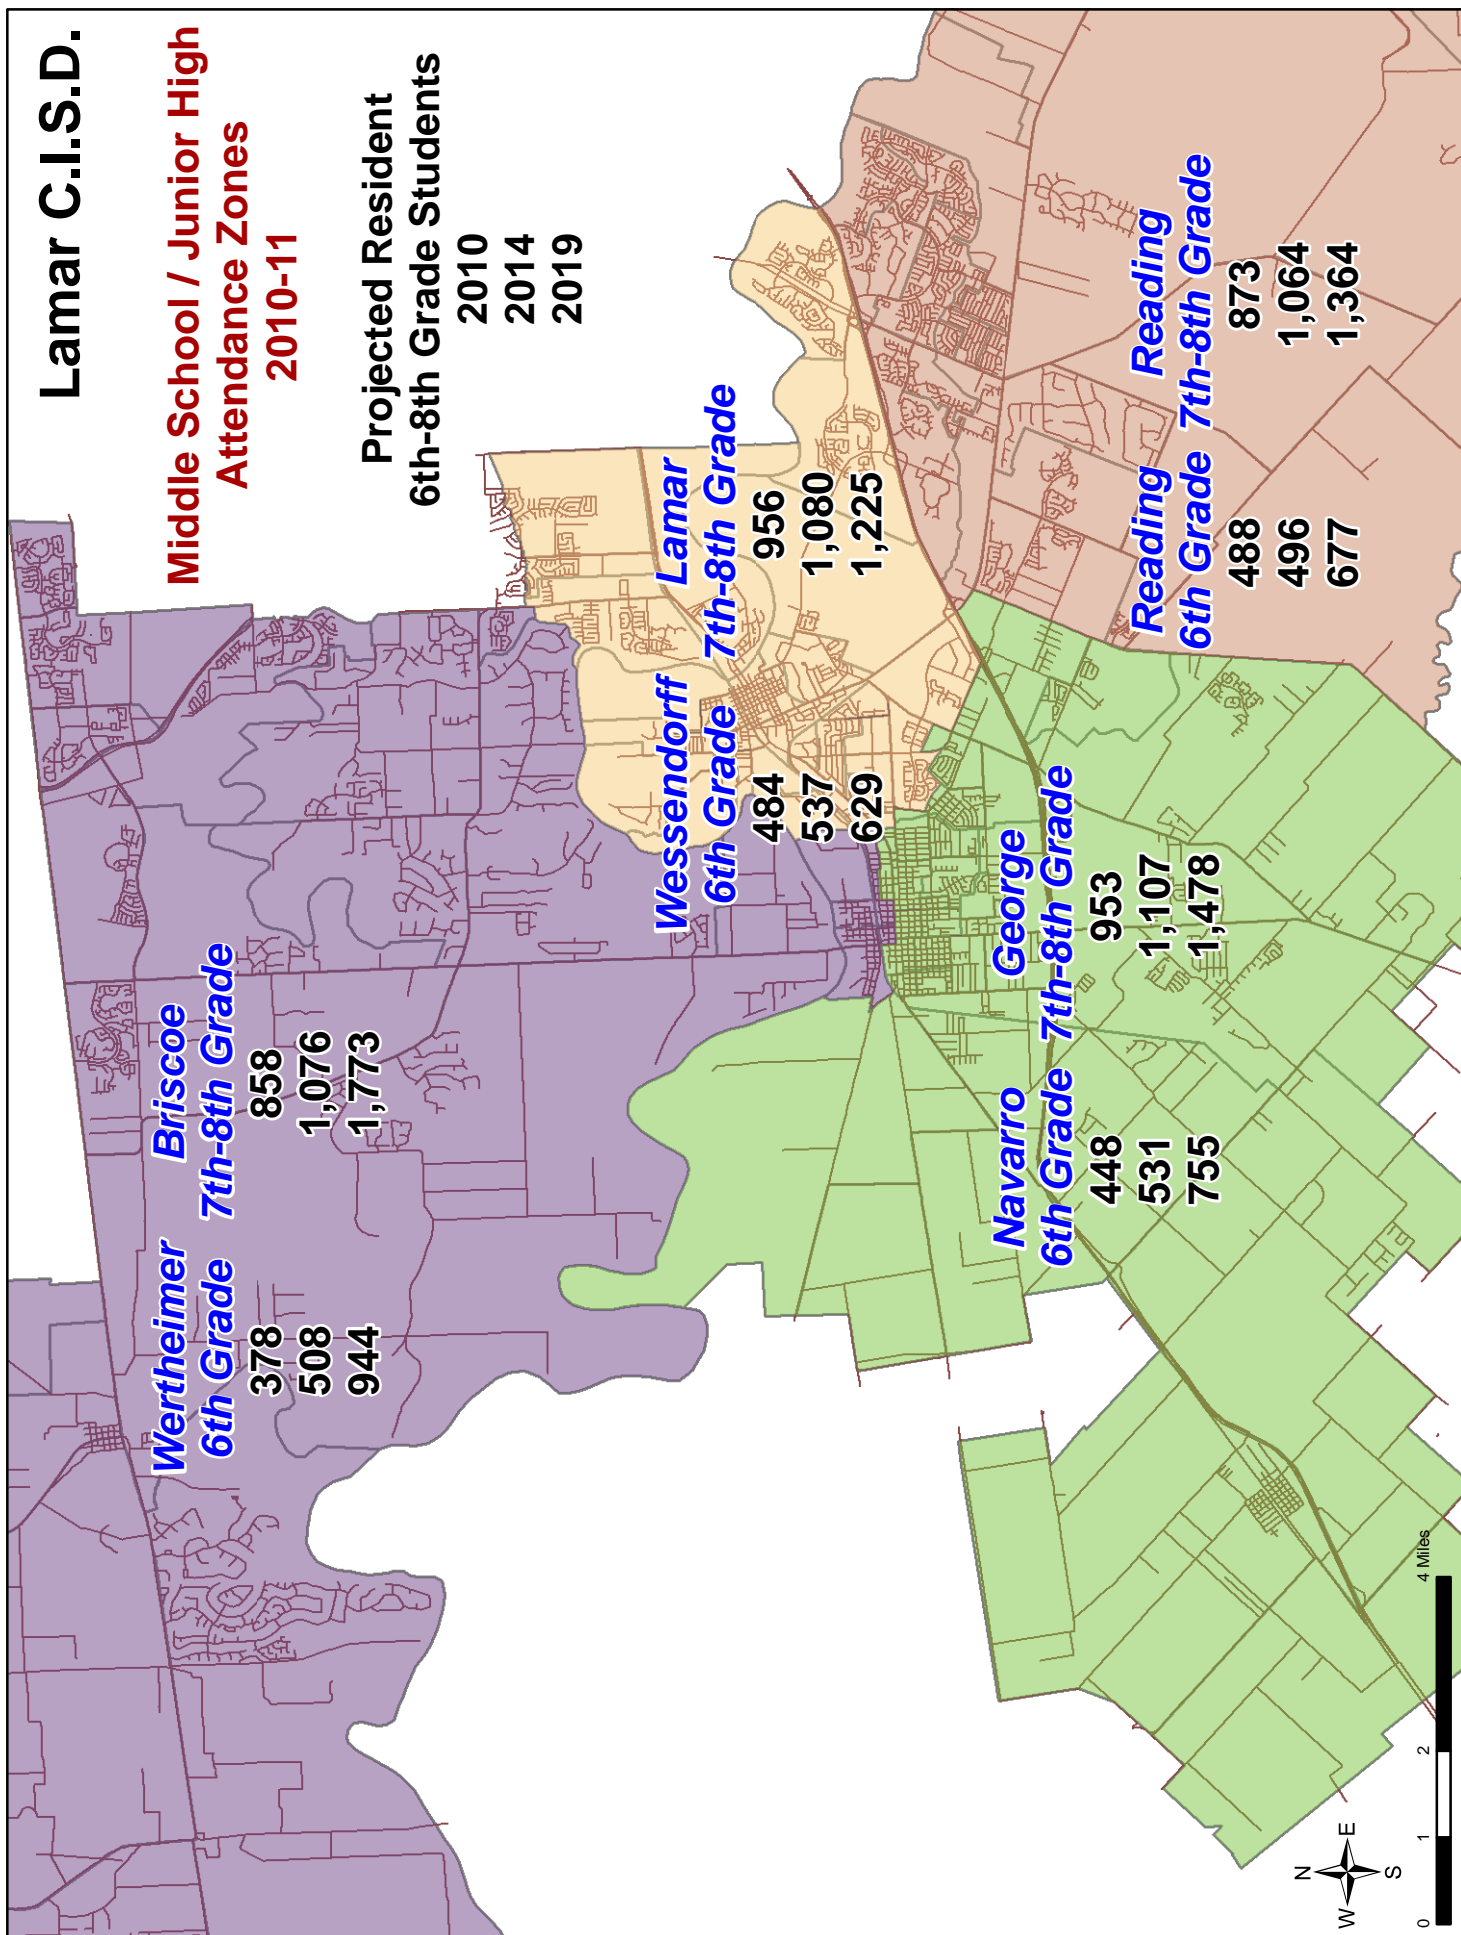 Lamar C.I.S.D.
Middle School / Junior High
Attendance Zones
2010-11
Projected Resident
6th-8th Grade Students
2010
2014
2019
Wertheimer
6th Grade
378
508
944
Briscoe
7th-8th Grade
858
1,076
1,773
Wessendorff
6th Grade
484
537
629
Lamar
7th-8th Grade
956
1,080
1,225
Navarro
6th Grade
448
531
755
George
7th-8th Grade
953
1,107
1,478
Reading
6th Grade
488
496
677
Reading
7th-8th Grade
873
1,064
1,364
N
W
E
S
0
1
2
4 Miles